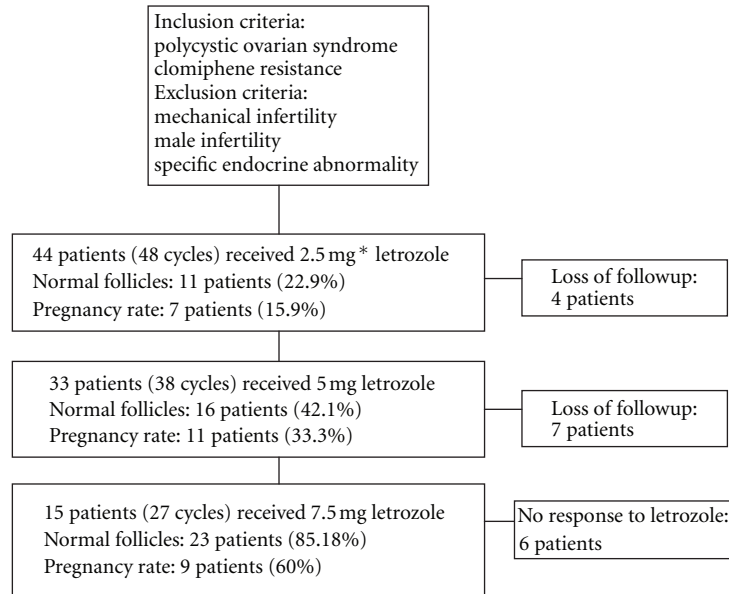 Inclusion criteria:
polycystic ovarian syndrome
clomiphene resistance
Exclusion criteria:
mechanical infertility
male infertility
specific endocrine abnormality
44 patients (48 cycles) received 2.5 mg* letrozole
Normal follicles: 11 patients (22.9%)
Pregnancy rate: 7 patients (15.9%)
Loss of followup:
4 patients
33 patients (38 cycles) received 5 mg letrozole
Normal follicles: 16 patients (42.1%)
Pregnancy rate: 11 patients (33.3%)
Loss of followup:
7 patients
15 patients (27 cycles) received 7.5 mg letrozole
Normal follicles: 23 patients (85.18%)
Pregnancy rate: 9 patients (60%)
No response to letrozole:
6 patients